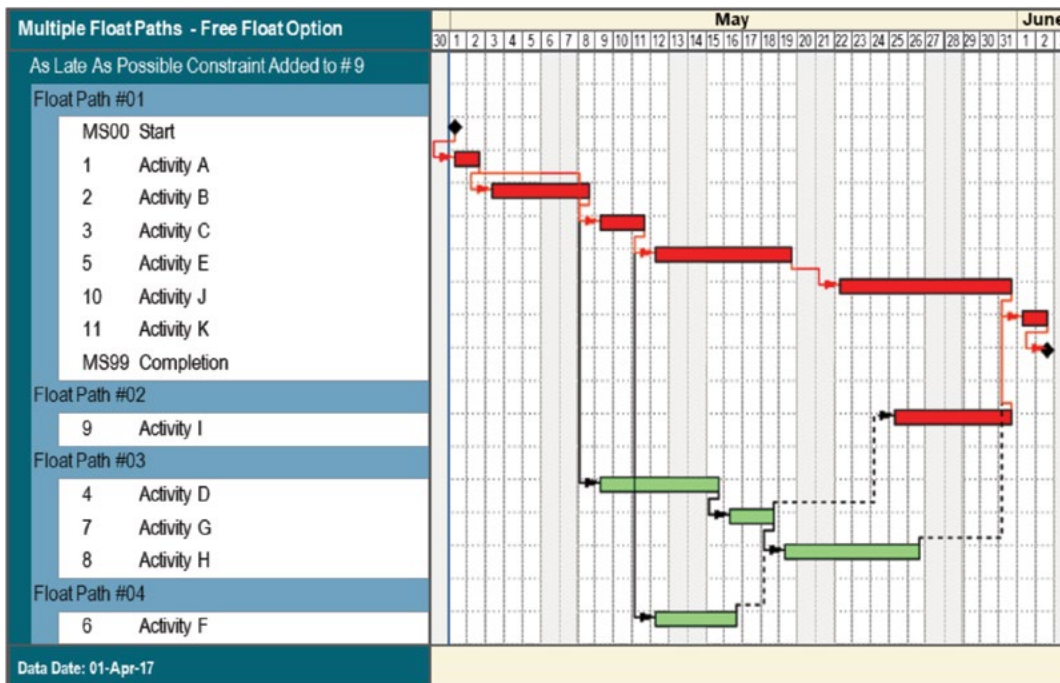 Multiple Float Paths - Free Float Option
May
June
30 1 2 3 4 5 6 7 8 9 10 11 12 13 14 15 16 17 18 19 20 21 22 23 24 25 26 27 28 29 30 31 1 2
As Late As Possible Constraint Added to # 9
Float Path #01
MS00 Start
1 Activity A
2 Activity B
3 Activity C
5 Activity E
10 Activity J
11 Activity K
MS99 Completion
Float Path #02
9 Activity I
Float Path #03
4 Activity D
7 Activity G
8 Activity H
Float Path #04
6 Activity F
Data Date: 01-Apr-17